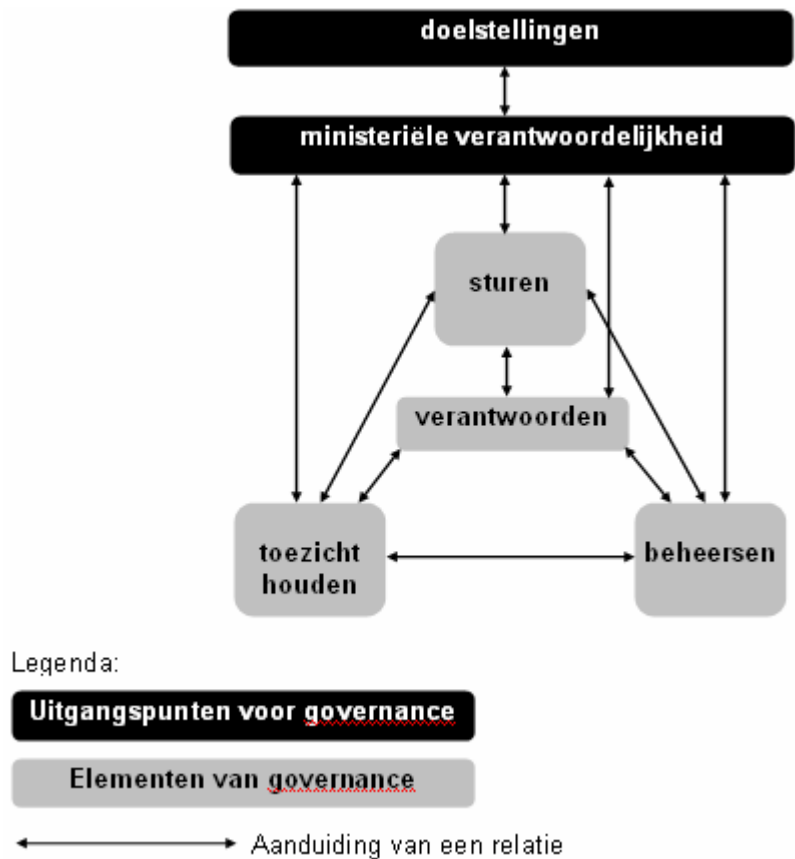 doelstellingen
ministeriële verantwoordelijkheid
sturen
verantwoorden
toezicht
houden
beheersen
Legenda:
Uitgangspunten voor governance
Elementen van governance
Aanduiding van een relatie